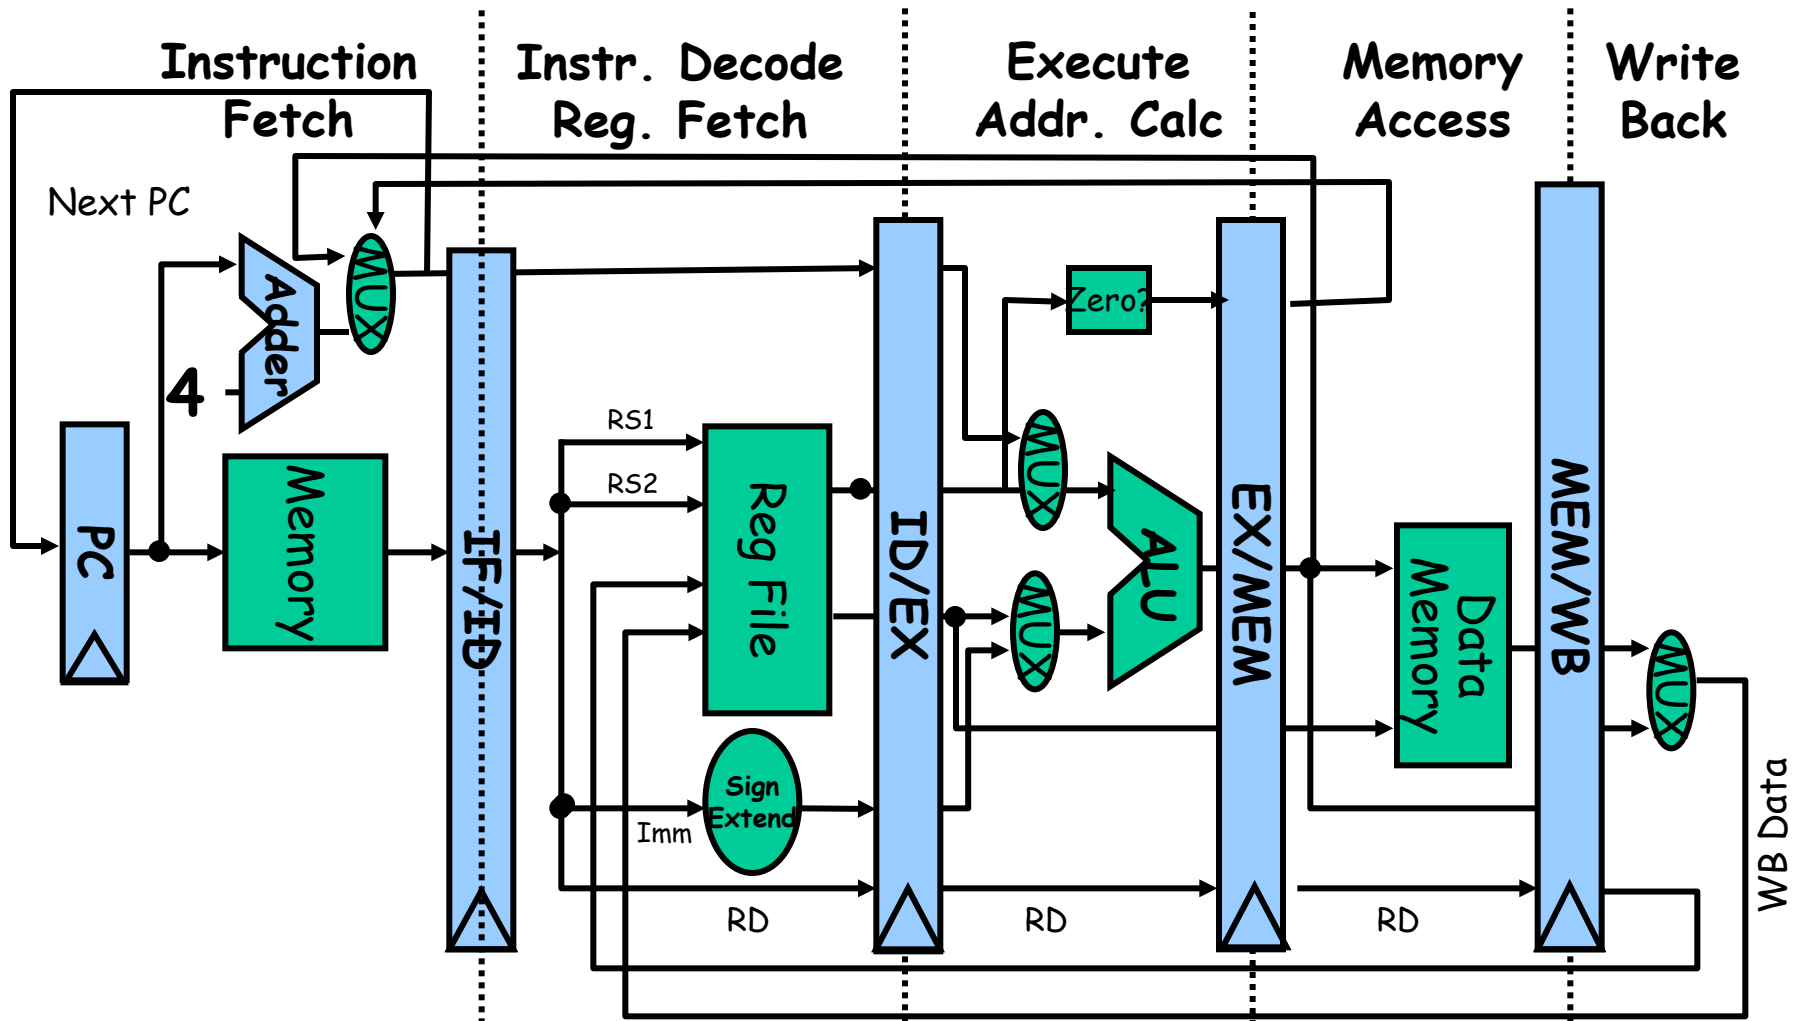 Instruction
Fetch
Instr. Decode
Reg. Fetch
Execute
Addr. Calc
Memory
Access
Write
Back
Next PC
Adder
MUX
4
Zero?
PC
Memory
IF/ID
RS1
RS2
Reg File
ID/EX
MUX
MUX
ALU
EX/MEM
Data
Memory
MEM/WB
MUX
Sign
Extend
Imm
RD
RD
RD
WB Data